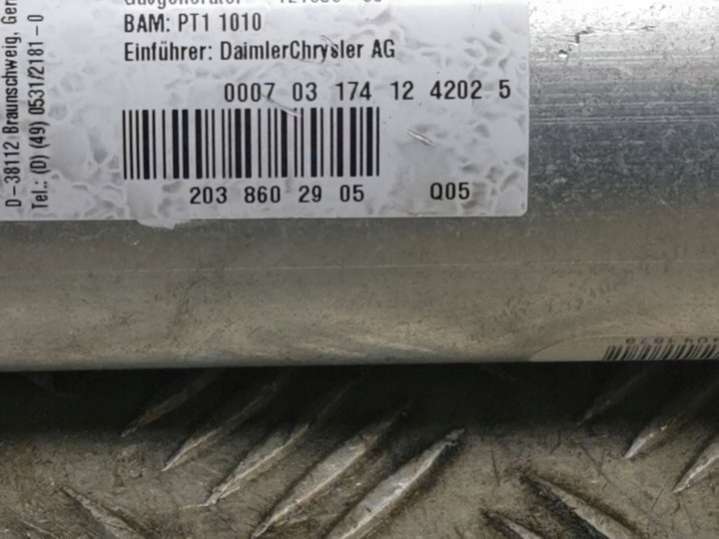 BAM: PT1 1010
Einführer: DaimlerChrysler AG
0007 03 174 12 4202 5
203 860 29 05 Q05
D-38112 Braunschweig, Ger
Tel.: (D) (49) 0531/2181-0